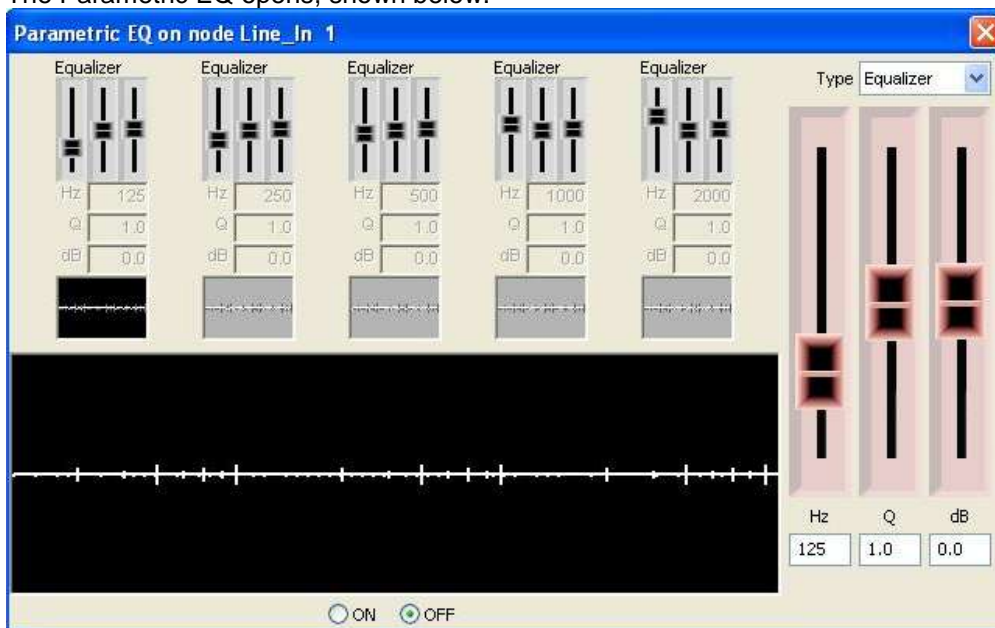 The Parametric EQ opens, shown below.
Parametric EQ on node Line_In 1
Equalizer Equalizer Equalizer Equalizer Equalizer
Type Equalizer
Hz 125 Hz 250 Hz 500 Hz 1000 Hz 2000
Q 1.0 Q 1.0 Q 1.0 Q 1.0 Q 1.0
dB 0.0 dB 0.0 dB 0.0 dB 0.0 dB 0.0
Hz Q dB
125 1.0 0.0
ON OFF